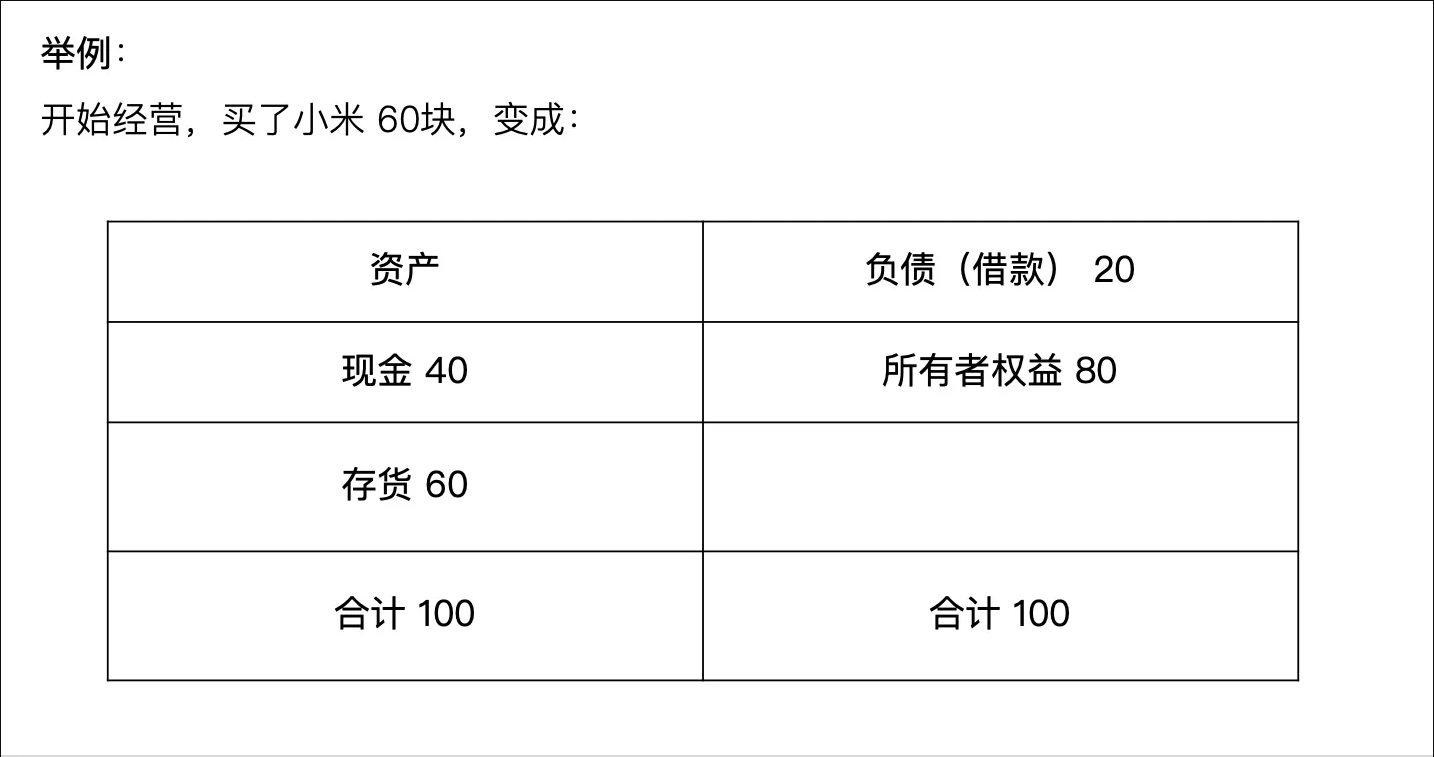 举例：
开始经营，买了小米 60块，变成：
资产 负债（借款） 20
现金 40 所有者权益 80
存货 60
合计 100 合计 100